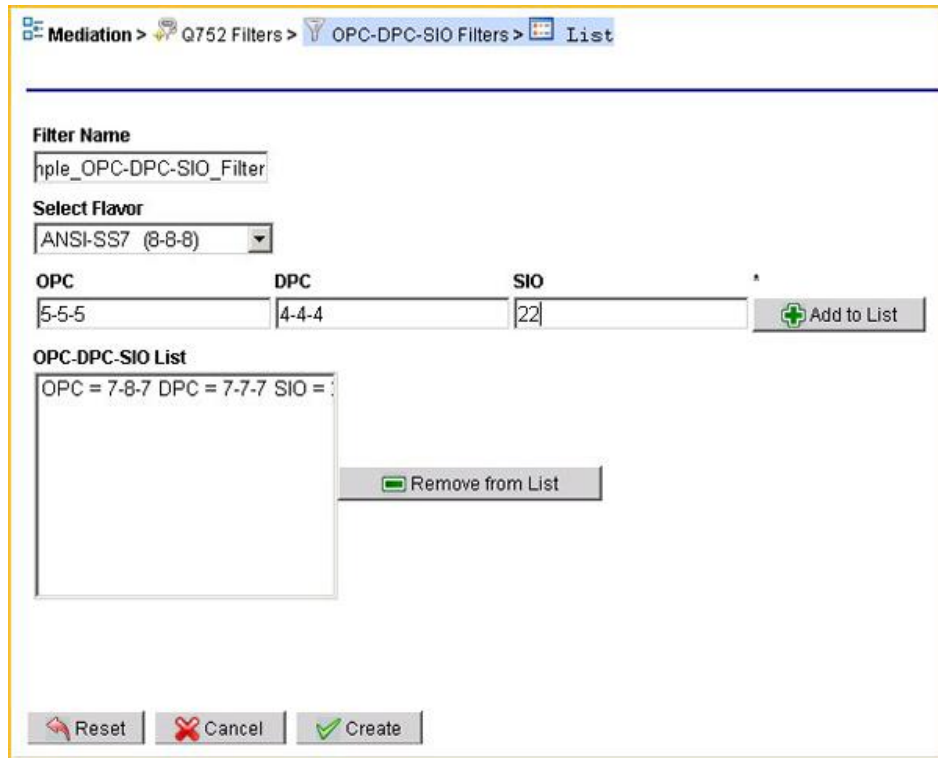 Mediation > Q752 Filters > OPC-DPC-SIO Filters > List
Filter Name
nple_OPC-DPC-SIO_Filter
Select Flavor
ANSI-SS7 (8-8-8)
OPC DPC SIO *
5-5-5 4-4-4 22 Add to List
OPC-DPC-SIO List
OPC = 7-8-7 DPC = 7-7-7 SIO =
Remove from List
Reset Cancel Create